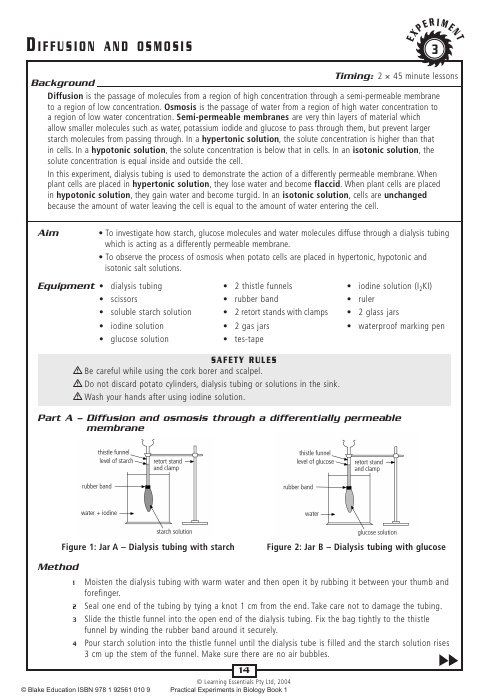 DIFFUSION AND OSMOSIS
EXPERIMENT
3
Timing: 2 × 45 minute lessons
Background
Diffusion is the passage of molecules from a region of high concentration through a semi-permeable membrane
to a region of low concentration. Osmosis is the passage of water from a region of high water concentration to
a region of low water concentration. Semi-permeable membranes are very thin layers of material which
allow smaller molecules such as water, potassium iodide and glucose to pass through them, but prevent larger
starch molecules from passing through. In a hypertonic solution, the solute concentration is higher than that
in cells. In a hypotonic solution, the solute concentration is below that in cells. In an isotonic solution, the
solute concentration is equal inside and outside the cell.
In this experiment, dialysis tubing is used to demonstrate the action of a differently permeable membrane. When
plant cells are placed in hypertonic solution, they lose water and become flaccid. When plant cells are placed
in hypotonic solution, they gain water and become turgid. In an isotonic solution, cells are unchanged
because the amount of water leaving the cell is equal to the amount of water entering the cell.
Aim
• To investigate how starch, glucose molecules and water molecules diffuse through a dialysis tubing
which is acting as a differently permeable membrane.
• To observe the process of osmosis when potato cells are placed in hypertonic, hypotonic and
isotonic salt solutions.
Equipment
• dialysis tubing
• scissors
• soluble starch solution
• iodine solution
• glucose solution
• 2 thistle funnels
• rubber band
• 2 retort stands with clamps
• 2 gas jars
• tes-tape
• iodine solution (I₂KI)
• ruler
• 2 glass jars
• waterproof marking pen
SAFETY RULES
Be careful while using the cork borer and scalpel.
Do not discard potato cylinders, dialysis tubing or solutions in the sink.
Wash your hands after using iodine solution.
Part A – Diffusion and osmosis through a differentially permeable
membrane
thistle funnel
level of starch
retort stand
and clamp
rubber band
water + iodine
starch solution
Figure 1: Jar A – Dialysis tubing with starch
thistle funnel
level of glucose
retort stand
and clamp
rubber band
water
glucose solution
Figure 2: Jar B – Dialysis tubing with glucose
Method
1 Moisten the dialysis tubing with warm water and then open it by rubbing it between your thumb and
forefinger.
2 Seal one end of the tubing by tying a knot 1 cm from the end. Take care not to damage the tubing.
3 Slide the thistle funnel into the open end of the dialysis tubing. Fix the bag tightly to the thistle
funnel by winding the rubber band around it securely.
4 Pour starch solution into the thistle funnel until the dialysis tube is filled and the starch solution rises
3 cm up the stem of the funnel. Make sure there are no air bubbles.
14
© Learning Essentials Pty Ltd, 2004
© Blake Education ISBN 978 1 92561 010 9 Practical Experiments in Biology Book 1